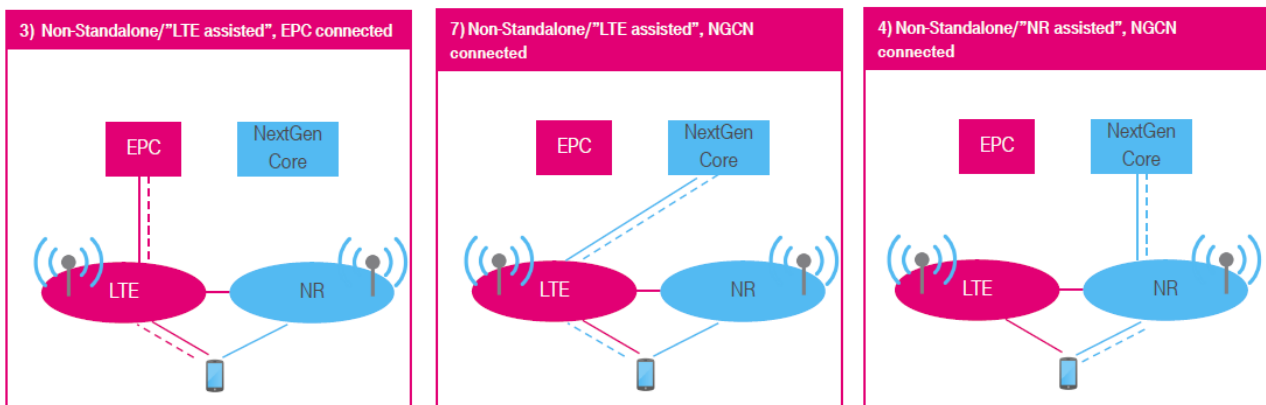 3) Non-Standalone/"LTE assisted", EPC connected
EPC
NextGen
Core
LTE
NR
7) Non-Standalone/"LTE assisted", NGCN
connected
EPC
NextGen
Core
LTE
NR
4) Non-Standalone/"NR assisted", NGCN
connected
EPC
NextGen
Core
LTE
NR